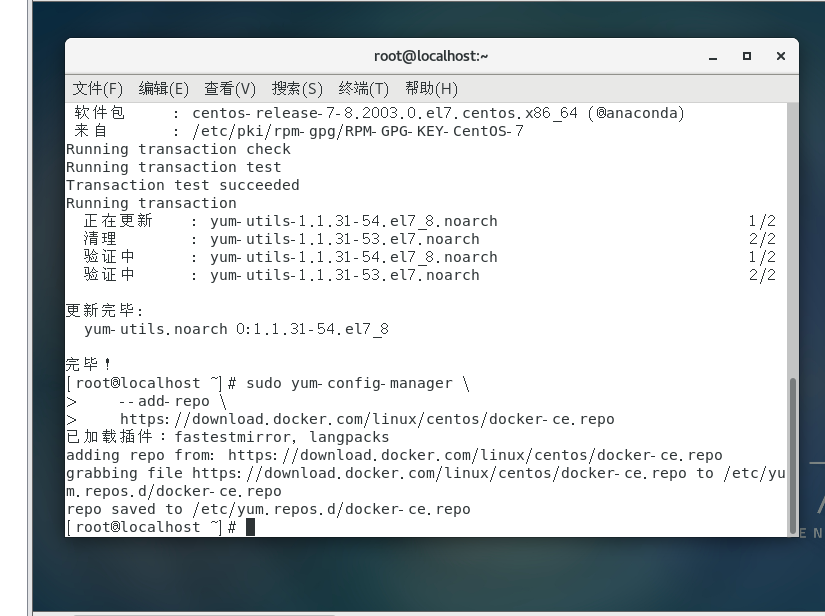 root@localhost:~
文件(F) 编辑(E) 查看(V) 搜索(S) 终端(T) 帮助(H)
软件包 : centos-release-7-8.2003.0.el7.centos.x86_64 (@anaconda)
来自 : /etc/pki/rpm-gpg/RPM-GPG-KEY-CentOS-7
Running transaction check
Running transaction test
Transaction test succeeded
Running transaction
正在更新 : yum-utils-1.1.31-54.el7_8.noarch 1/2
清理 : yum-utils-1.1.31-53.el7.noarch 2/2
验证中 : yum-utils-1.1.31-54.el7_8.noarch 1/2
验证中 : yum-utils-1.1.31-53.el7.noarch 2/2
更新完毕:
yum-utils.noarch 0:1.1.31-54.el7_8
完毕！
[root@localhost ~]# sudo yum-config-manager \
> --add-repo \
> https://download.docker.com/linux/centos/docker-ce.repo
已加载插件：fastestmirror, langpacks
adding repo from: https://download.docker.com/linux/centos/docker-ce.repo
grabbing file https://download.docker.com/linux/centos/docker-ce.repo to /etc/yu
m.repos.d/docker-ce.repo
repo saved to /etc/yum.repos.d/docker-ce.repo
[root@localhost ~]#